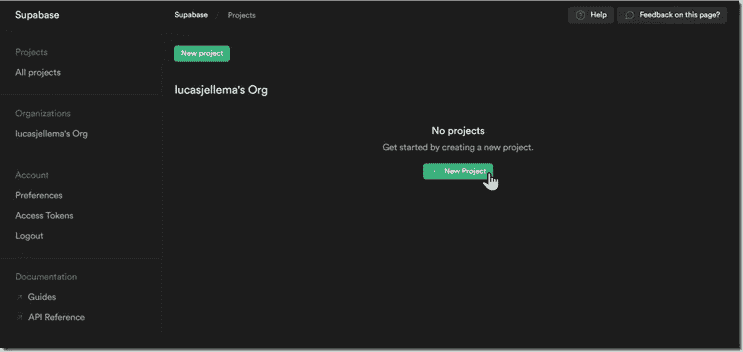 Supabase
Supabase / Projects
Help
Feedback on this page?
Projects
All projects
Organizations
lucasjellema's Org
Account
Preferences
Access Tokens
Logout
Documentation
Guides
API Reference
New project
lucasjellema's Org
No projects
Get started by creating a new project.
New Project